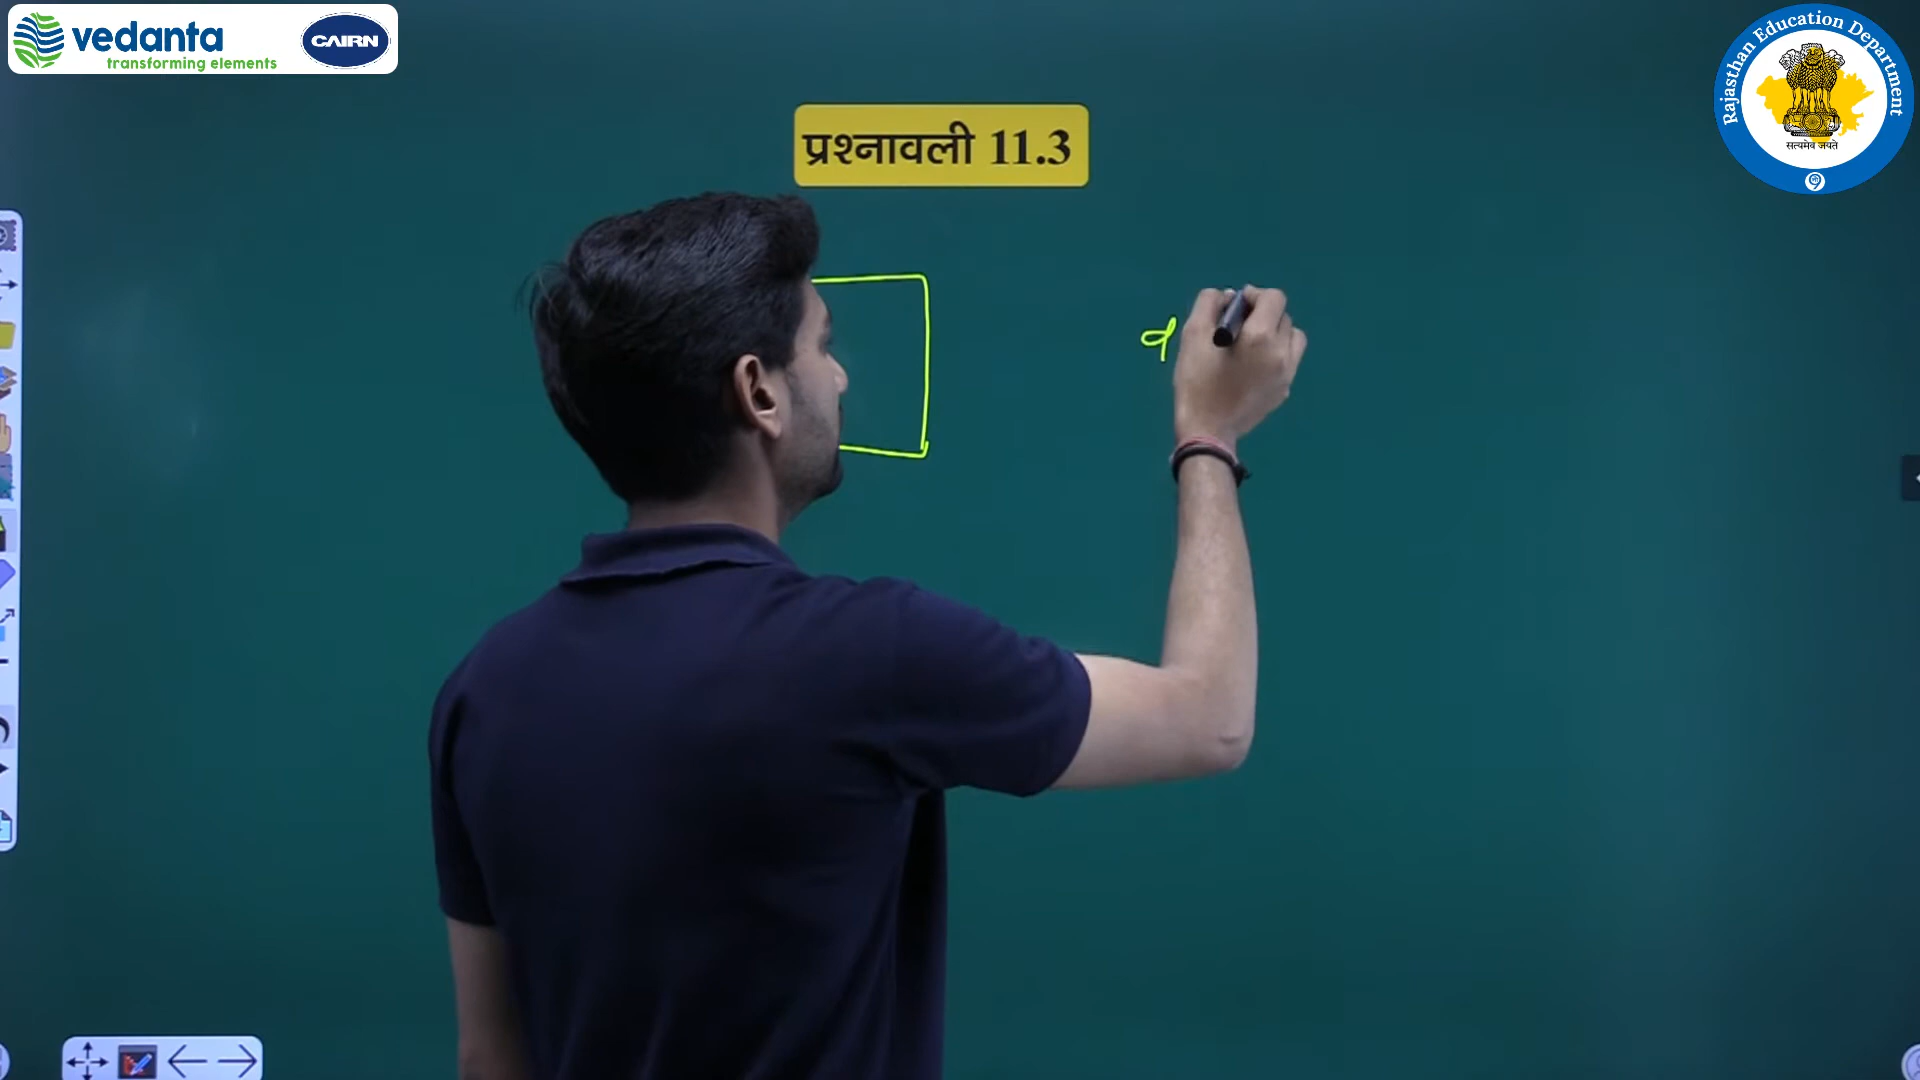 vedanta
transforming elements
CAIRN
Rajasthan Education Department
सत्यमेव जयते
प्रश्नावली 11.3